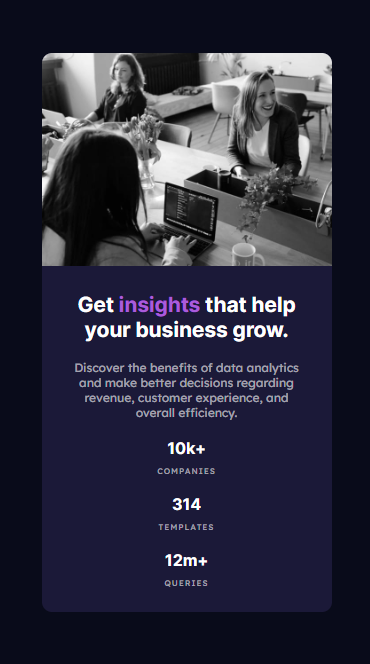 Get insights that help
your business grow.
Discover the benefits of data analytics
and make better decisions regarding
revenue, customer experience, and
overall efficiency.
10k+
COMPANIES
314
TEMPLATES
12m+
QUERIES